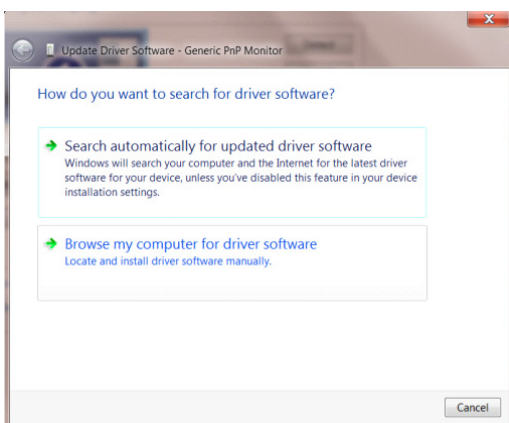 Update Driver Software - Generic PnP Monitor
How do you want to search for driver software?
Search automatically for updated driver software
Windows will search your computer and the Internet for the latest driver
software for your device, unless you've disabled this feature in your device
installation settings.
Browse my computer for driver software
Locate and install driver software manually.
Cancel